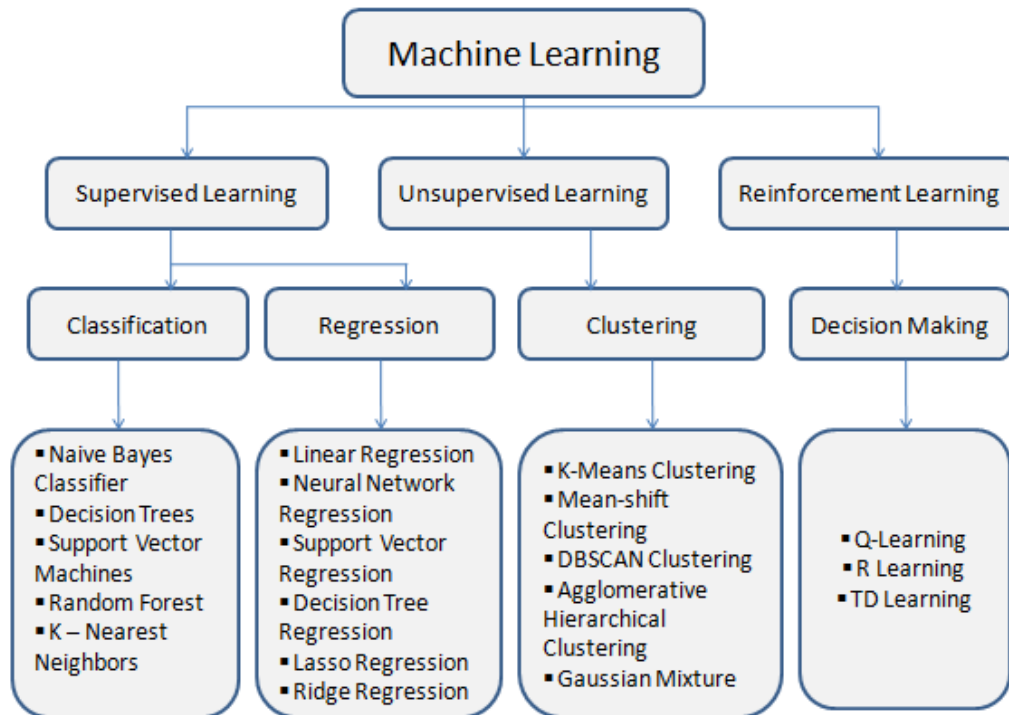 Machine Learning
Supervised Learning
Unsupervised Learning
Reinforcement Learning
Classification
Regression
Clustering
Decision Making
▪ Naive Bayes
Classifier
▪ Decision Trees
▪ Support Vector
Machines
▪ Random Forest
▪ K – Nearest
Neighbors
▪ Linear Regression
▪ Neural Network
Regression
▪ Support Vector
Regression
▪ Decision Tree
Regression
▪ Lasso Regression
▪ Ridge Regression
▪ K-Means Clustering
▪ Mean-shift
Clustering
▪ DBSCAN Clustering
▪ Agglomerative
Hierarchical
Clustering
▪ Gaussian Mixture
▪ Q-Learning
▪ R Learning
▪ TD Learning